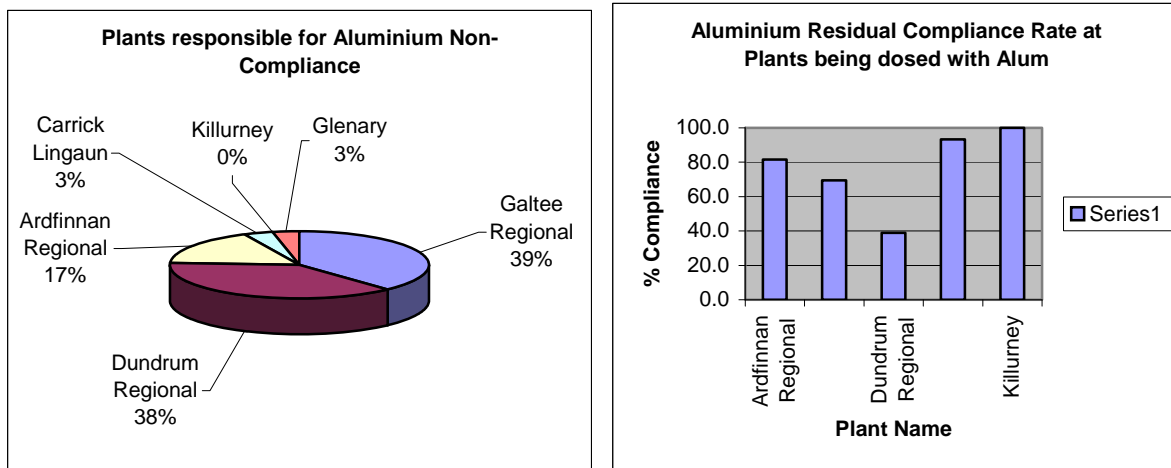 Plants responsible for Aluminium Non-
Compliance
Carrick
Lingaun
3%
Killurney
0%
Glenary
3%
Galtee
Regional
39%
Ardfinnan
Regional
17%
Dundrum
Regional
38%
Aluminium Residual Compliance Rate at
Plants being dosed with Alum
100.0
80.0
60.0
40.0
20.0
0.0
% Compliance
Ardfinnan
Regional
Dundrum
Regional
Killurney
Plant Name
Series1